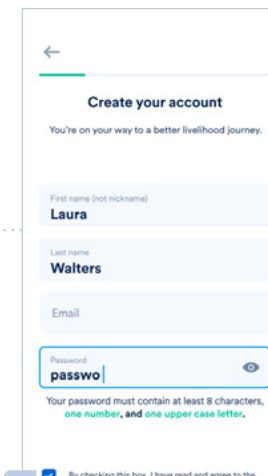 Create your account
You're on your way to a better livelihood journey.
First name (not nickname)
Laura
Last name
Walters
Email
Password
passwo
Your password must contain at least 8 characters,
one number, and one upper case letter.
By checking this box, I have read and agree to the